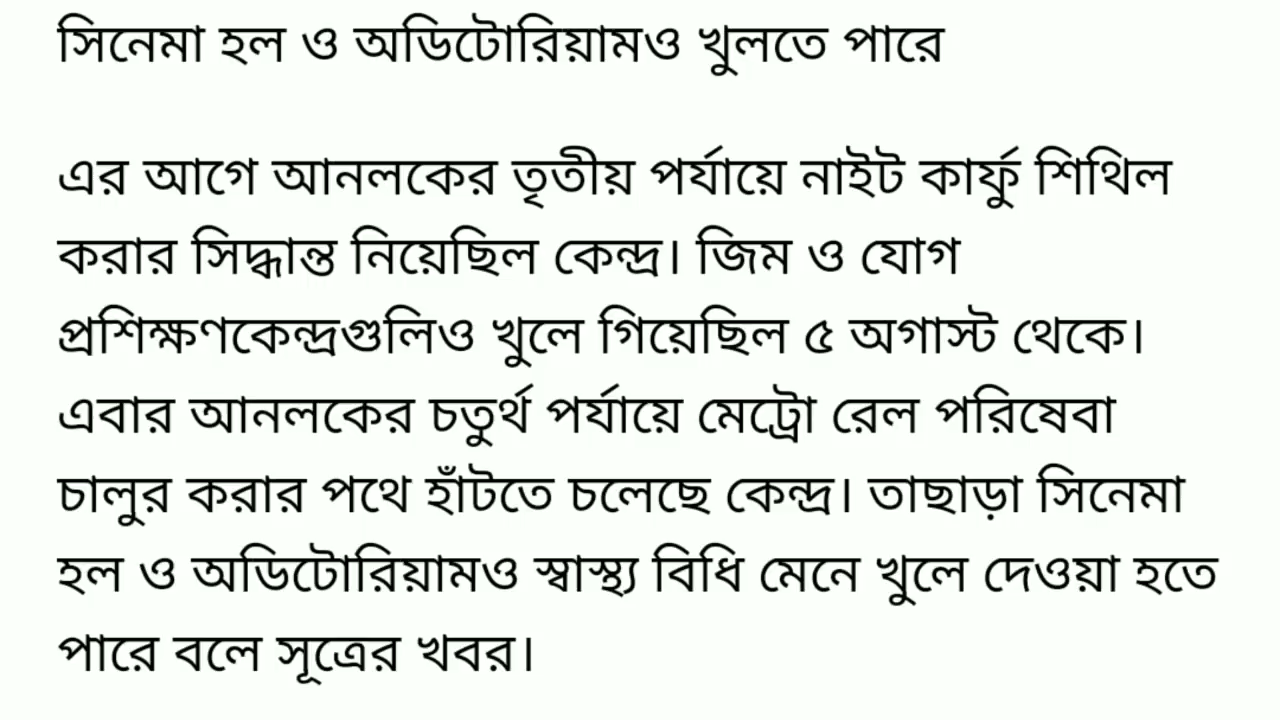 সিনেমা হল ও অডিটোরিয়ামও খুলতে পারে
এর আগে আনলকের তৃতীয় পর্যায়ে নাইট কার্ফু শিথিল
করার সিদ্ধান্ত নিয়েছিল কেন্দ্র। জিম ও যোগ
প্রশিক্ষণকেন্দ্রগুলিও খুলে গিয়েছিল ৫ অগাস্ট থেকে।
এবার আনলকের চতুর্থ পর্যায়ে মেট্রো রেল পরিষেবা
চালুর করার পথে হাঁটতে চলেছে কেন্দ্র। তাছাড়া সিনেমা
হল ও অডিটোরিয়ামও স্বাস্থ্য বিধি মেনে খুলে দেওয়া হতে
পারে বলে সূত্রের খবর।